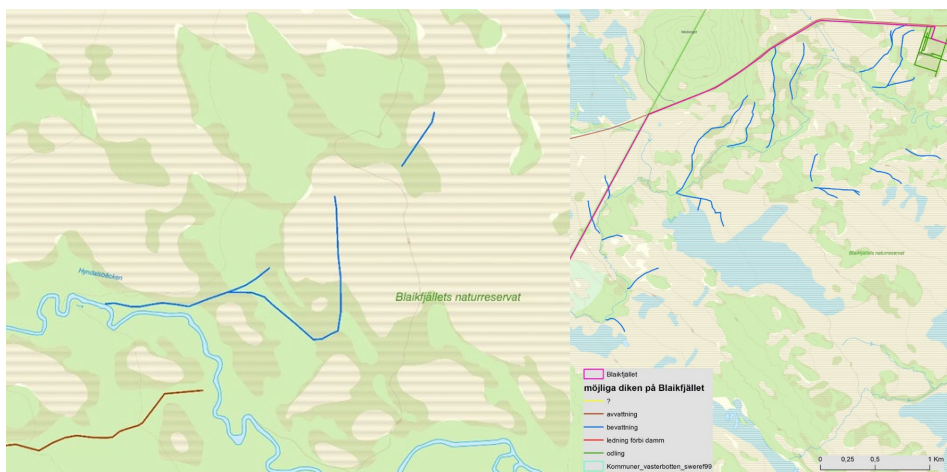 Hyndabäcken
Blaikfjällets naturreservat
Blaikfjällets naturreservat
Blaikfjället
möjliga diken på Blaikfjället
?
avvattning
bevattning
ledning förbi damm
odling
Kommuner_vasterbotten_sweref99
0 0,25 0,5 1 Km